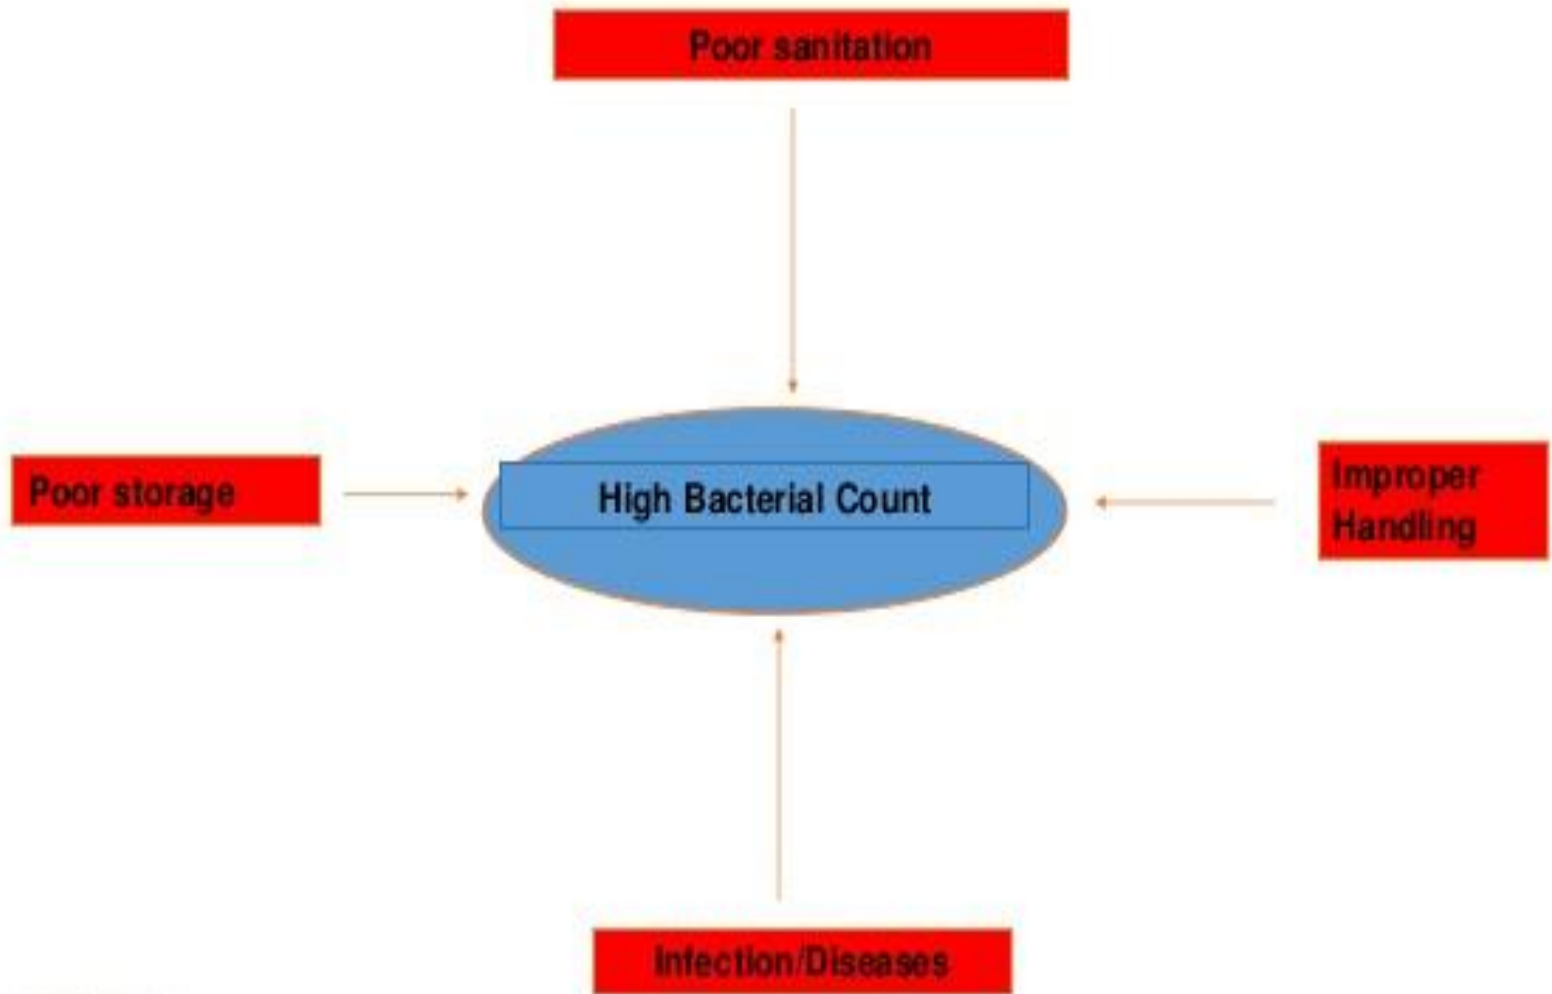 Poor sanitation
Poor storage
High Bacterial Count
Improper
Handling
Infection/Diseases